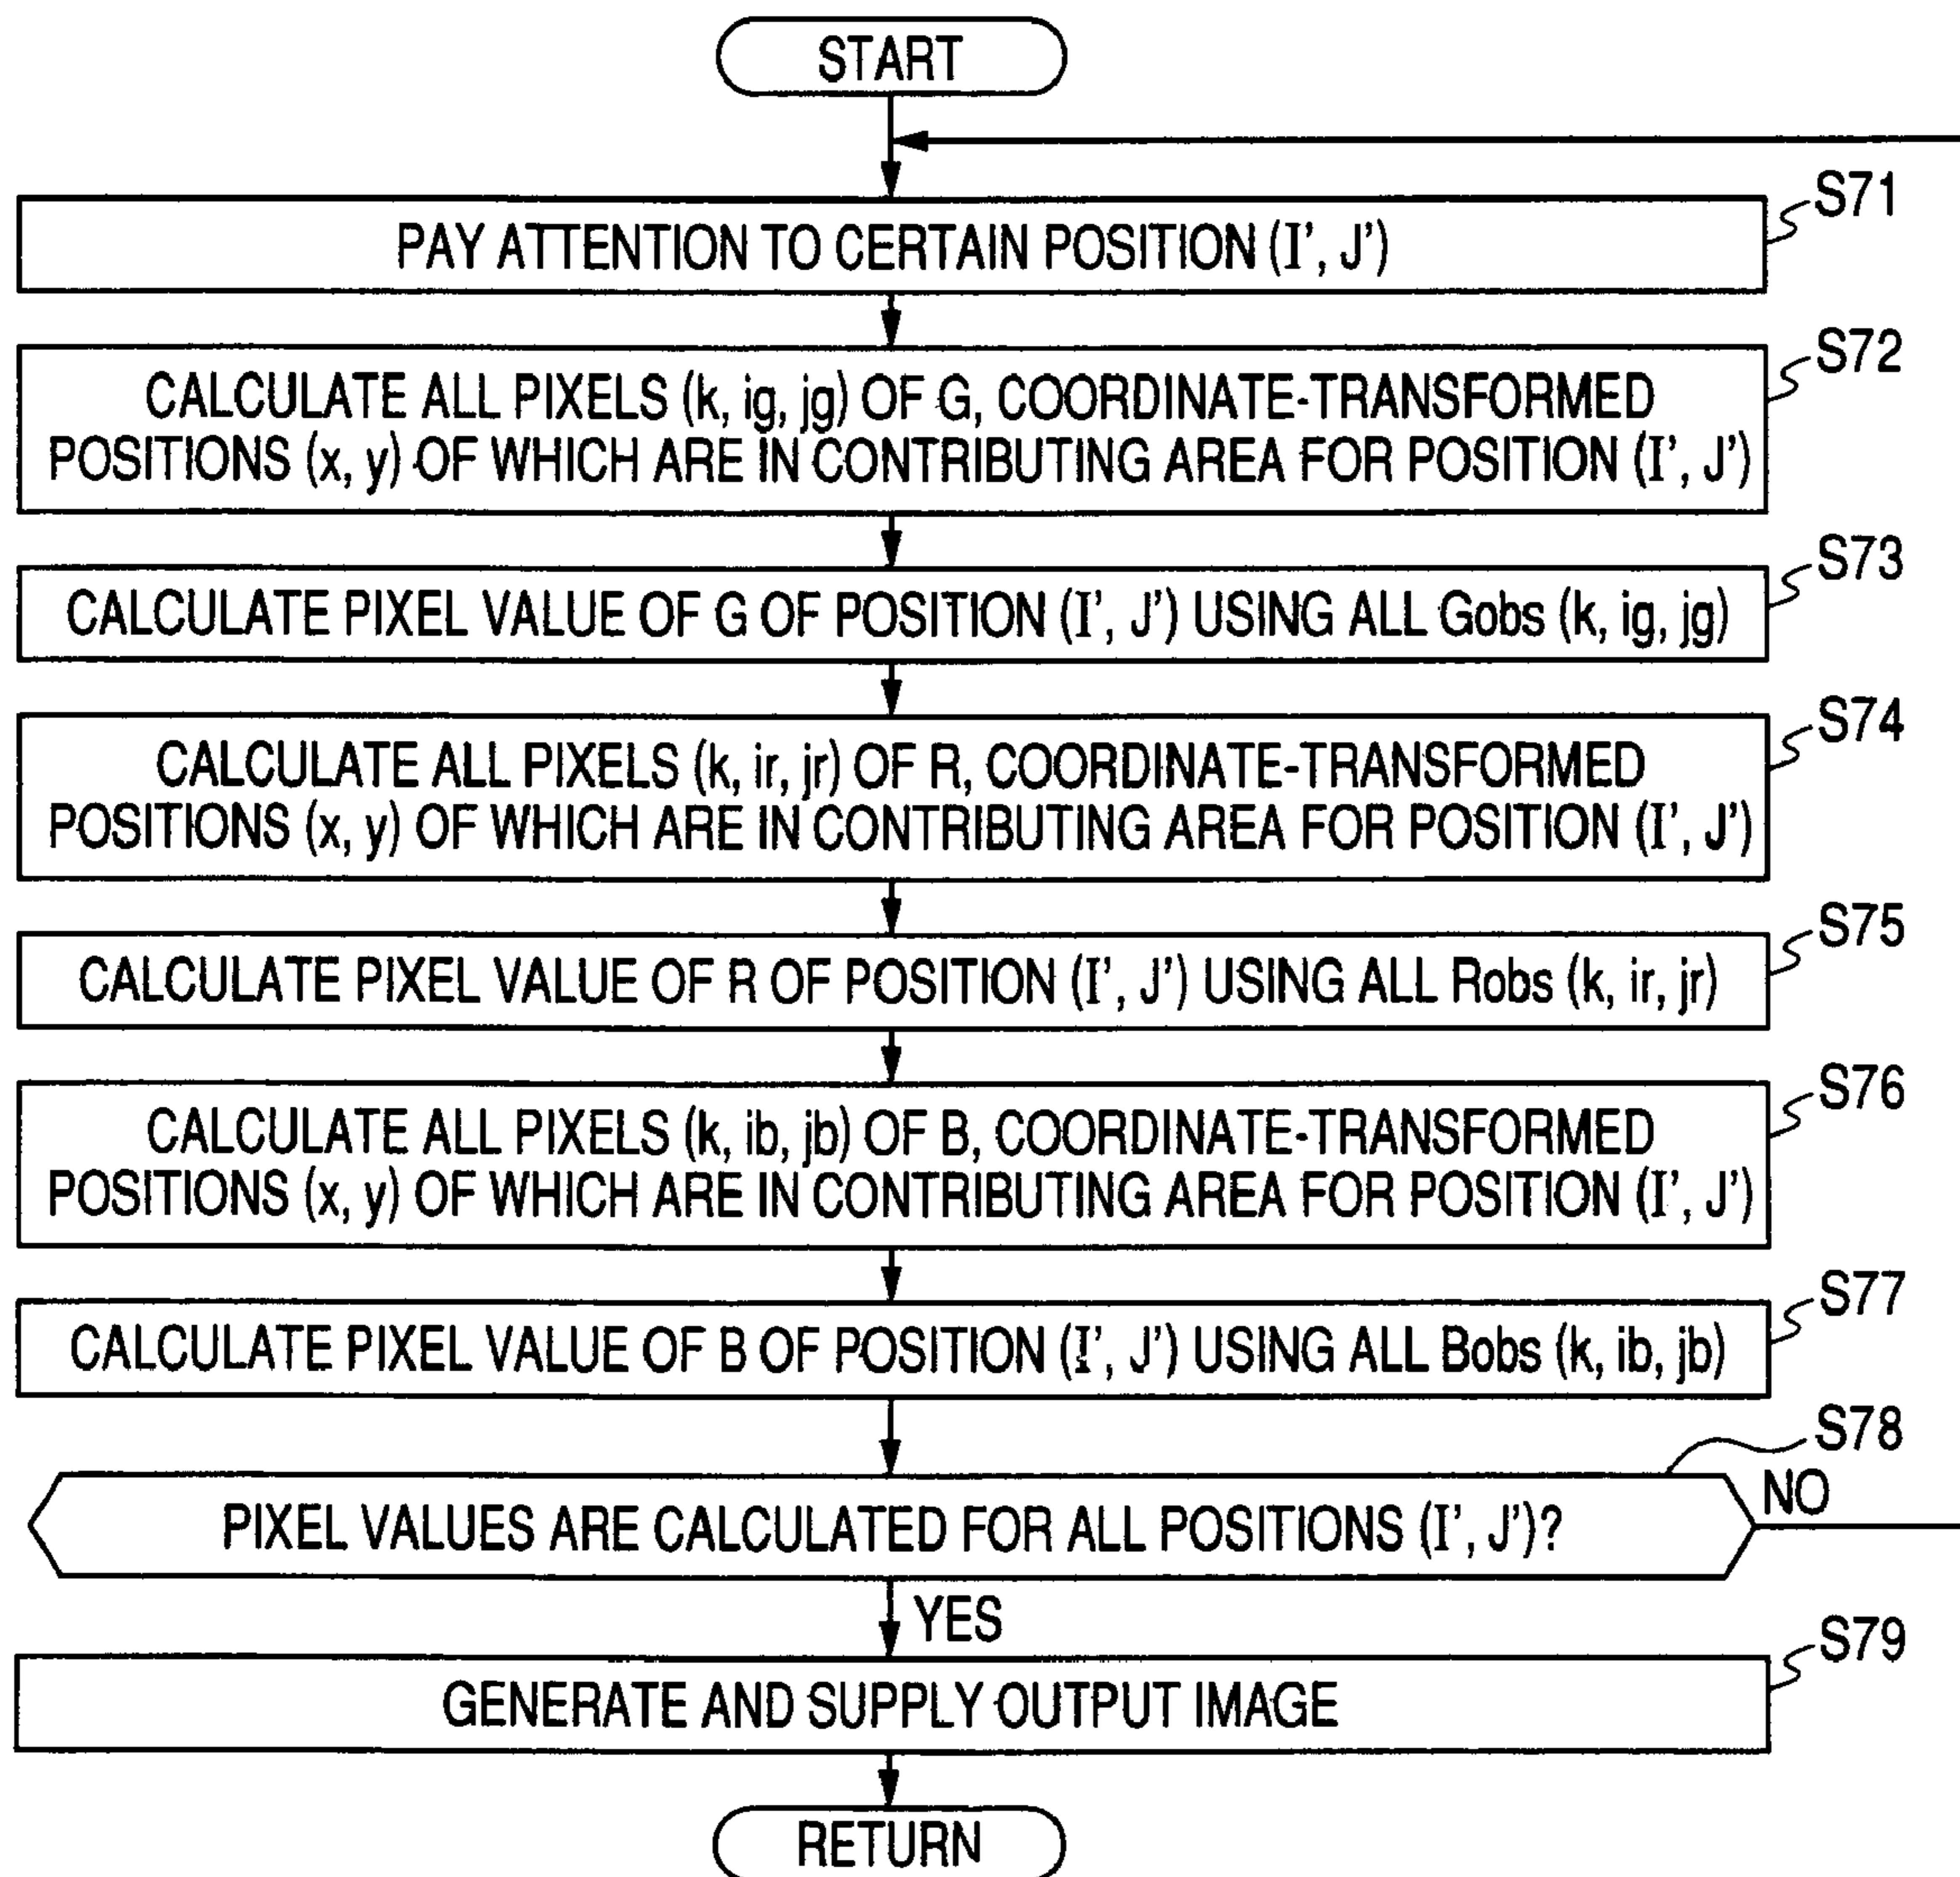 START
S71
PAY ATTENTION TO CERTAIN POSITION (I', J')
S72
CALCULATE ALL PIXELS (k, ig, jg) OF G, COORDINATE-TRANSFORMED
POSITIONS (x, y) OF WHICH ARE IN CONTRIBUTING AREA FOR POSITION (I', J')
S73
CALCULATE PIXEL VALUE OF G OF POSITION (I', J') USING ALL Gobs (k, ig, jg)
S74
CALCULATE ALL PIXELS (k, ir, jr) OF R, COORDINATE-TRANSFORMED
POSITIONS (x, y) OF WHICH ARE IN CONTRIBUTING AREA FOR POSITION (I', J')
S75
CALCULATE PIXEL VALUE OF R OF POSITION (I', J') USING ALL Robs (k, ir, jr)
S76
CALCULATE ALL PIXELS (k, ib, jb) OF B, COORDINATE-TRANSFORMED
POSITIONS (x, y) OF WHICH ARE IN CONTRIBUTING AREA FOR POSITION (I', J')
S77
CALCULATE PIXEL VALUE OF B OF POSITION (I', J') USING ALL Bobs (k, ib, jb)
S78
PIXEL VALUES ARE CALCULATED FOR ALL POSITIONS (I', J')?
NO
YES
S79
GENERATE AND SUPPLY OUTPUT IMAGE
RETURN